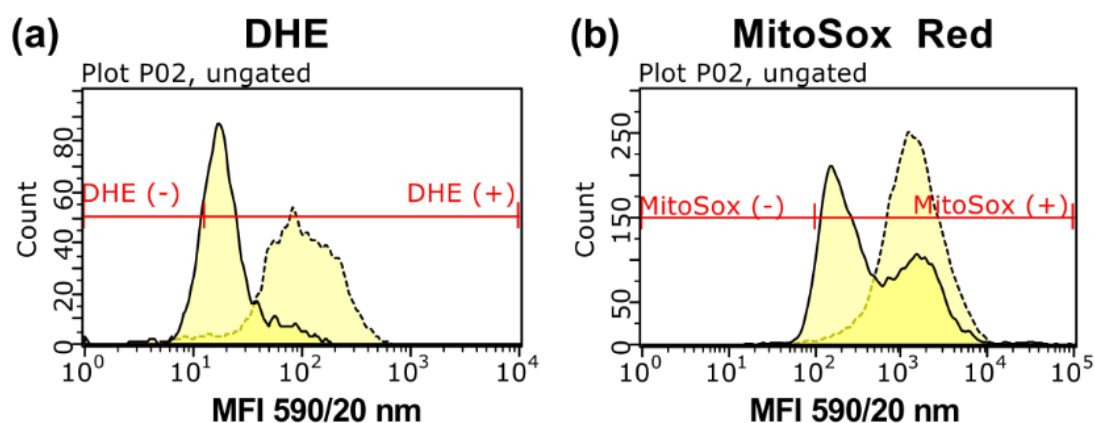 (a) DHE
Plot P02, ungated
Count
80
60
40
20
0
DHE (-) DHE (+)
10^0 10^1 10^2 10^3 10^4
MFI 590/20 nm
(b) MitoSox Red
Plot P02, ungated
Count
250
150
50
0
MitoSox (-) MitoSox (+)
10^0 10^1 10^2 10^3 10^4 10^5
MFI 590/20 nm